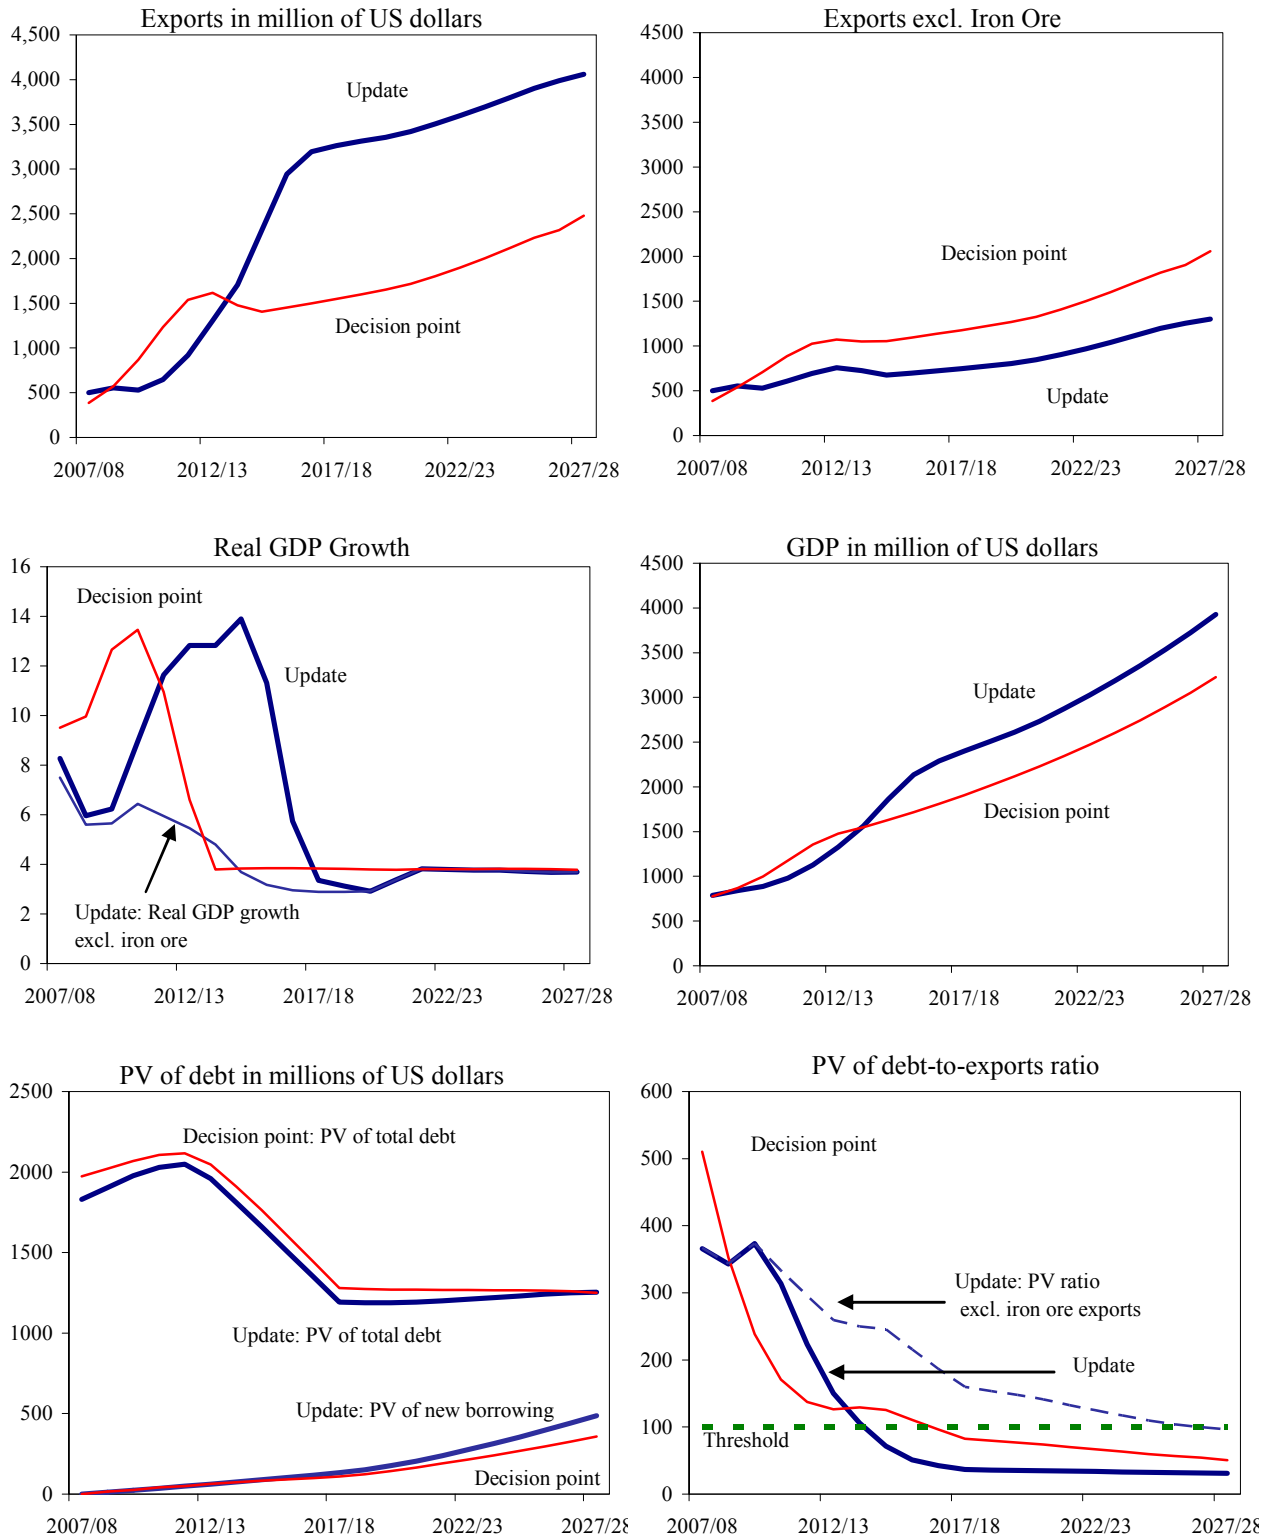 Exports in million of US dollars
4,500
4,000
3,500
3,000
2,500
2,000
1,500
1,000
500
0
Update
Decision point
2007/08 2012/13 2017/18 2022/23 2027/28
Exports excl. Iron Ore
4500
4000
3500
3000
2500
2000
1500
1000
500
0
Decision point
Update
2007/08 2012/13 2017/18 2022/23 2027/28
Real GDP Growth
16
14
12
10
8
6
4
2
0
Decision point
Update
Update: Real GDP growth
excl. iron ore
2007/08 2012/13 2017/18 2022/23 2027/28
GDP in million of US dollars
4500
4000
3500
3000
2500
2000
1500
1000
500
0
Update
Decision point
2007/08 2012/13 2017/18 2022/23 2027/28
PV of debt in millions of US dollars
2500
2000
1500
1000
500
0
Decision point: PV of total debt
Update: PV of total debt
Update: PV of new borrowing
Decision point
2007/08 2012/13 2017/18 2022/23 2027/28
PV of debt-to-exports ratio
600
500
400
300
200
100
0
Decision point
Update: PV ratio
excl. iron ore exports
Update
Threshold
2007/08 2012/13 2017/18 2022/23 2027/28